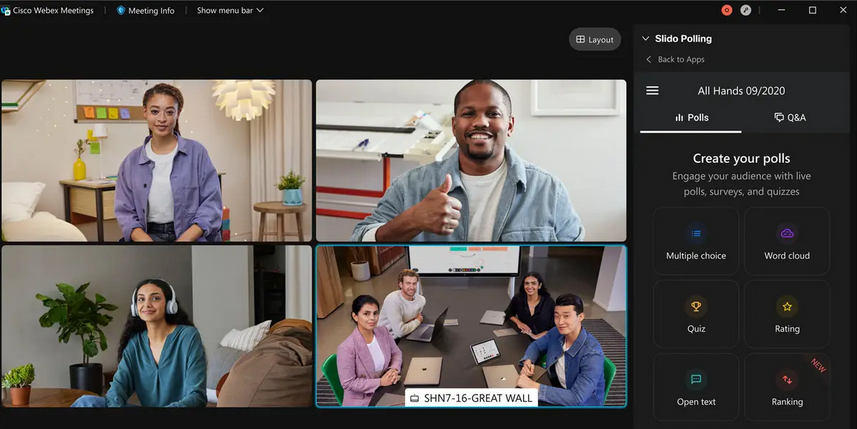 Cisco Webex Meetings
Meeting Info
Show menu bar
Layout
SHN7-16-GREAT WALL
Slido Polling
Back to Apps
All Hands 09/2020
Polls
Q&A
Create your polls
Engage your audience with live
polls, surveys, and quizzes
Multiple choice
Word cloud
Quiz
Rating
Open text
NEW
Ranking